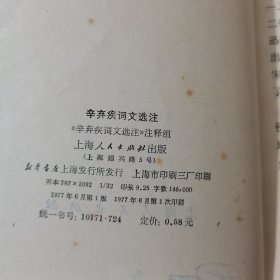 辛弃疾词文选注
《辛弃疾词文选注》注释组
上海人民出版社出版
(上海绍兴路5号)
新华书店上海发行所发行 上海市印刷三厂印刷
开本787×1092 1/32 印张9.25 字数146,000
1977年6月第1版 1977年6月第1次印刷
统一书号：10171·724 定价：0.58元